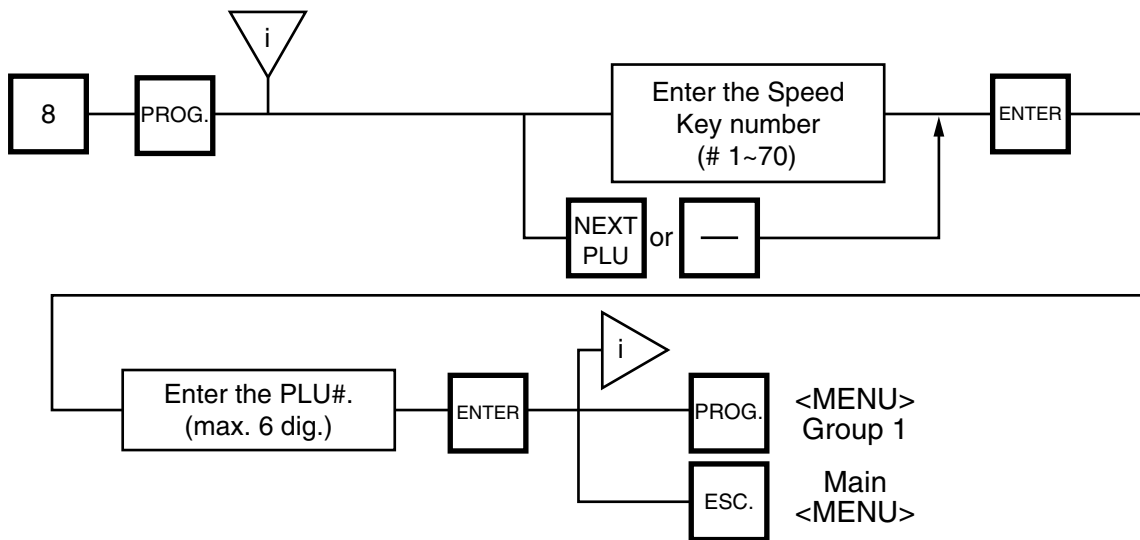 i
8
PROG.
Enter the Speed
Key number
(# 1~70)
ENTER
NEXT
PLU
or
—
i
Enter the PLU#.
(max. 6 dig.)
ENTER
PROG.
<MENU>
Group 1
ESC.
Main
<MENU>